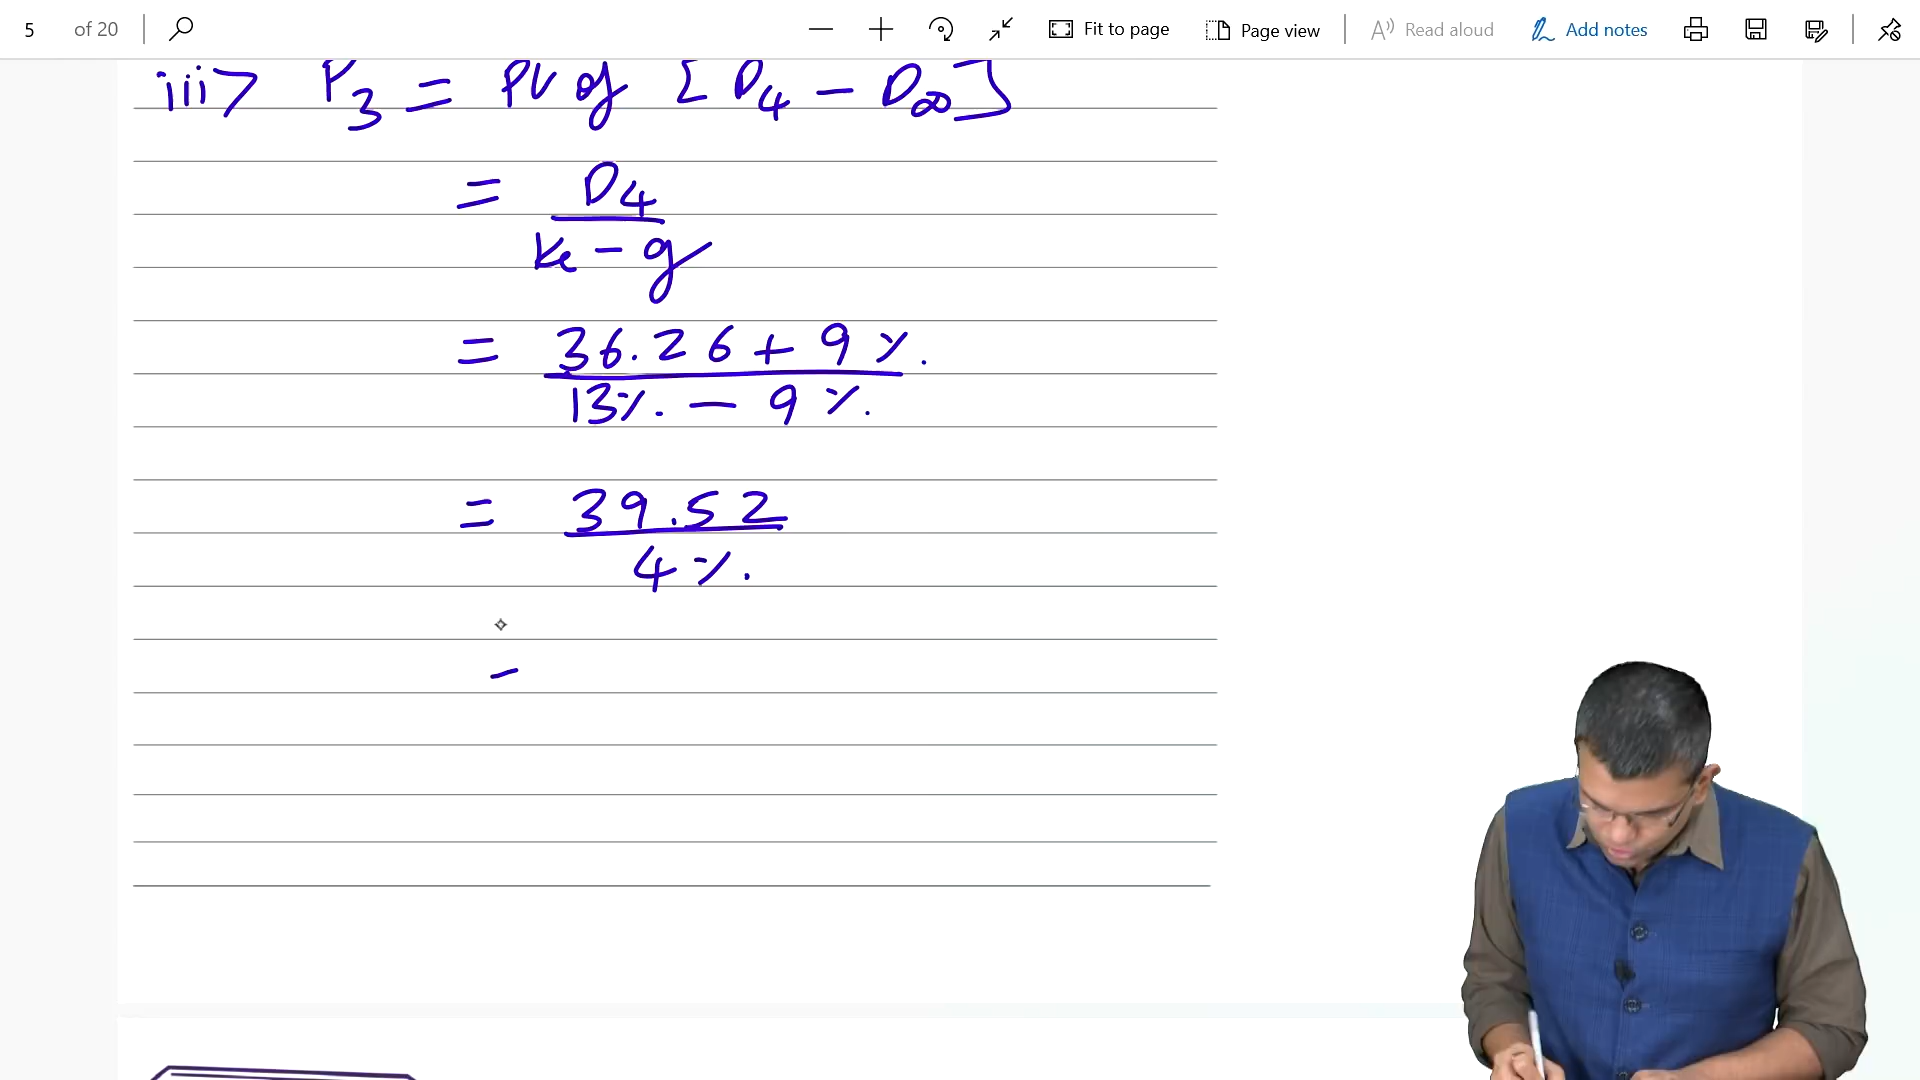 5 of 20 Fit to page Page view Read aloud Add notes
iii> P3 = PV of [D4 - D∞]
= D4
ke - g
= 36.26 + 9%.
13%. - 9%.
= 39.52
4%.
-